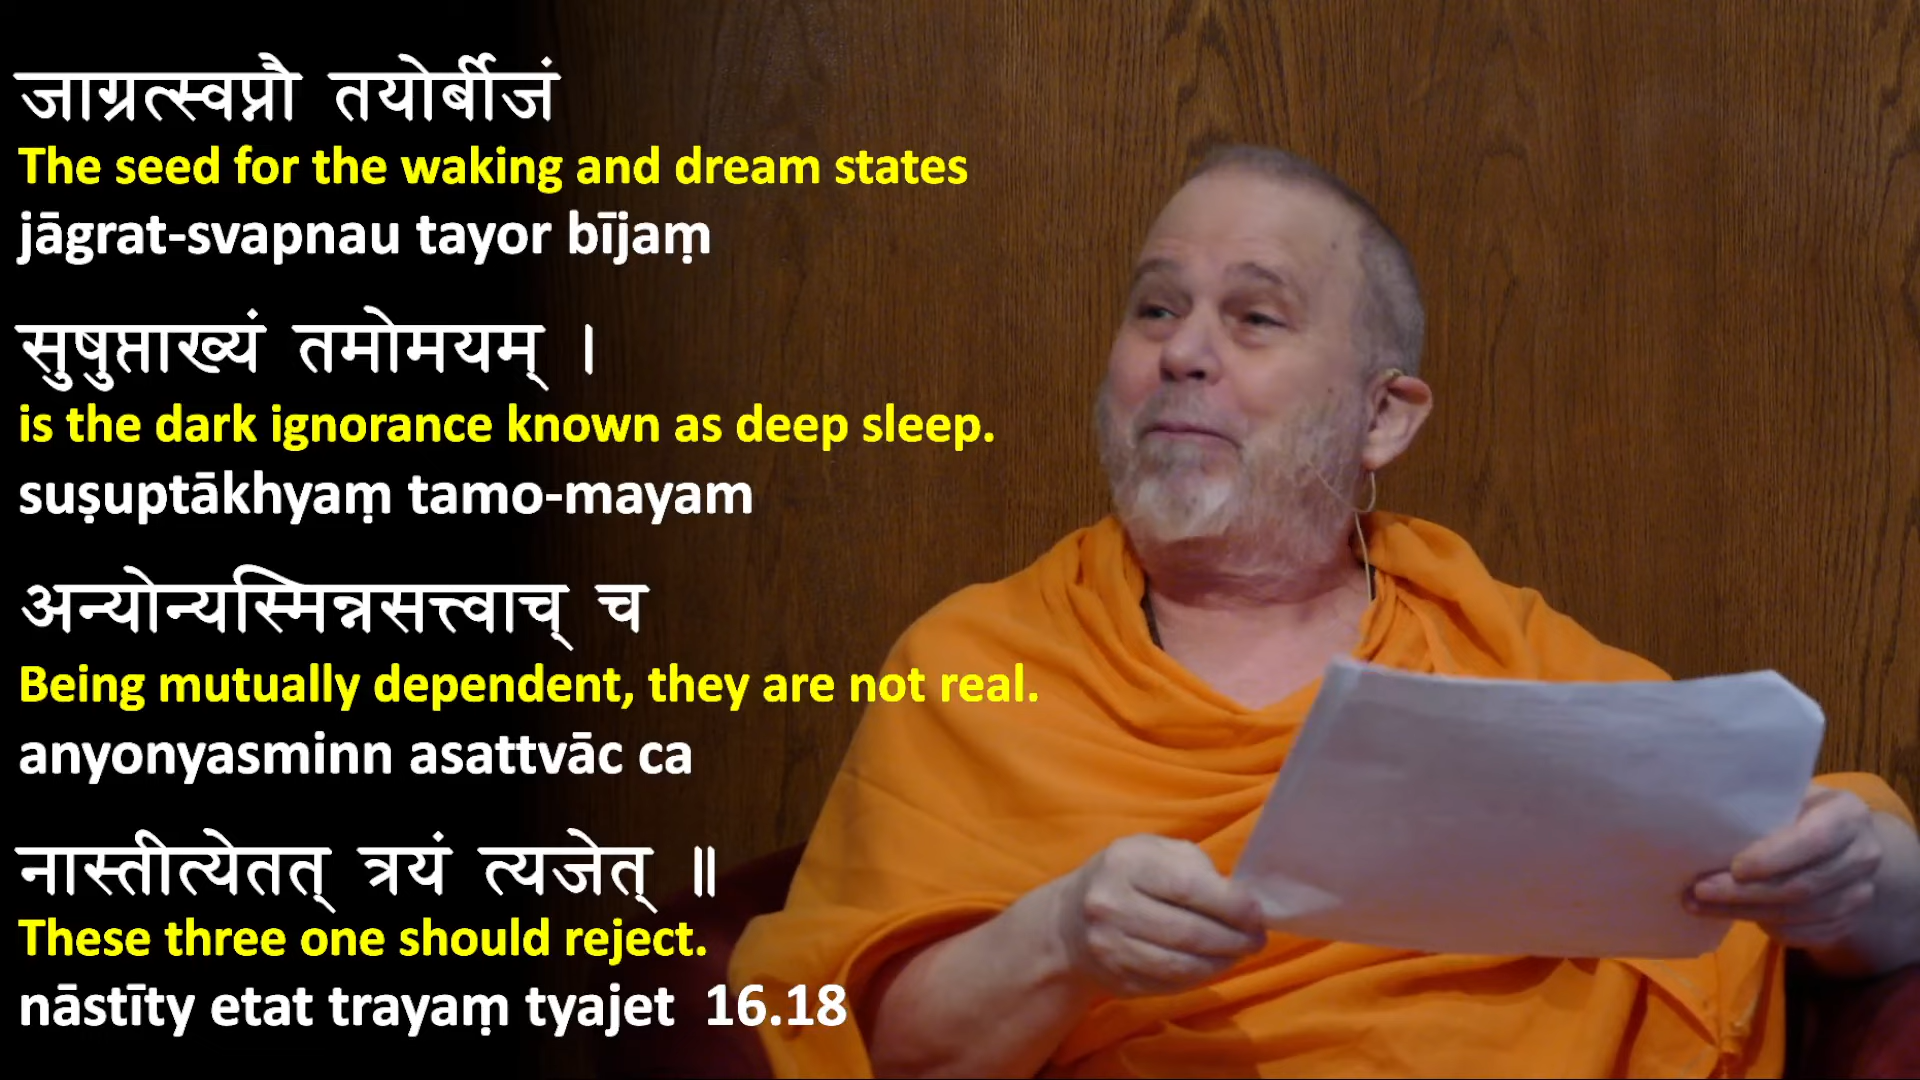 जाग्रत्स्वप्नौ तयोर्बीजं
The seed for the waking and dream states
jāgrat-svapnau tayor bījaṃ
सुषुप्ताख्यं तमोमयम् ।
is the dark ignorance known as deep sleep.
suṣuptākhyaṃ tamo-mayam
अन्योन्यस्मिन्नसत्त्वाच् च
Being mutually dependent, they are not real.
anyonyasminn asattvāc ca
नास्तीत्येतत् त्रयं त्यजेत् ॥
These three one should reject.
nāstīty etat trayaṃ tyajet 16.18